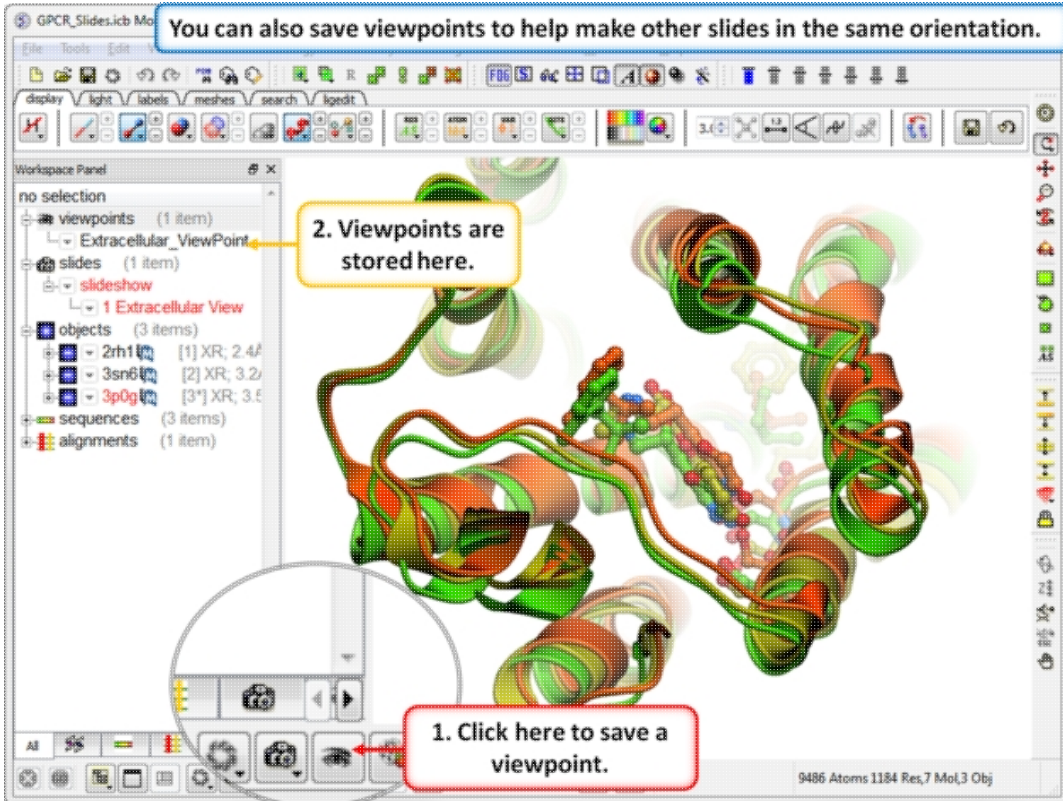 GPCR_Slides.icb Mo
You can also save viewpoints to help make other slides in the same orientation.
File Tools Edit
FOG
display light labels meshes search ligedit
Workspace Panel
no selection
viewpoints (1 item)
Extracellular_ViewPoint
slides (1 item)
slideshow
1 Extracellular View
objects (3 items)
2rh1 [1] XR; 2.4Å
3sn6 [2] XR; 3.2
3p0g [3*] XR; 3.5
sequences (3 items)
alignments (1 item)
2. Viewpoints are
stored here.
1. Click here to save a
viewpoint.
All
9486 Atoms 1184 Res,7 Mol,3 Obj